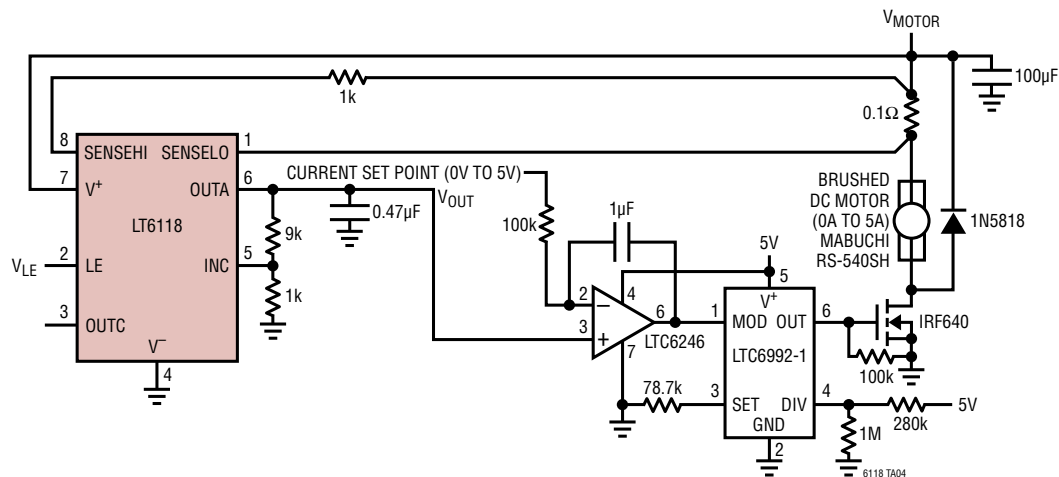 VMOTOR
1k
0.1Ω
100µF
8
SENSEHI
SENSELO
1
7
V+
OUTA
6
LT6118
VLE
2
LE
INC
5
3
OUTC
V−
4
9k
1k
0.47µF
CURRENT SET POINT (0V TO 5V)
VOUT
100k
1µF
2
−
3
+
4
6
7
LTC6246
5V
5
V+
1
MOD
OUT
6
LTC6992-1
3
SET
DIV
4
GND
2
78.7k
BRUSHED
DC MOTOR
(0A TO 5A)
MABUCHI
RS-540SH
1N5818
IRF640
100k
280k
5V
1M
6118 TA04